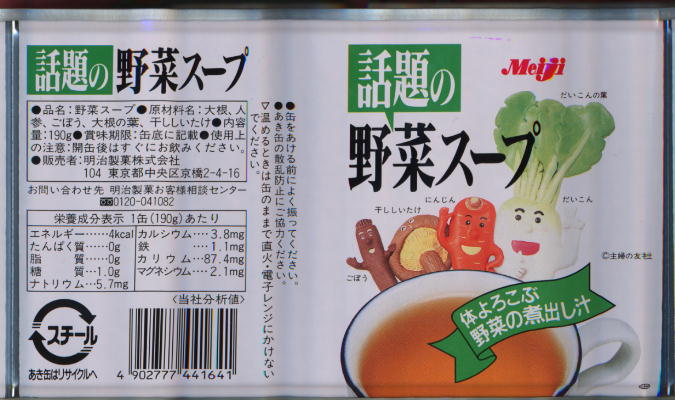 話題の野菜スープ
●品名：野菜スープ●原材料名：大根、人
参、ごぼう、大根の葉、干ししいたけ●内容
量：190g●賞味期限：缶底に記載●使用上
の注意：開缶後はすぐにお飲みください。
●販売者：明治製菓株式会社
104 東京都中央区京橋2-4-16
お問い合わせ先 明治製菓お客様相談センター
☎0120-041082
栄養成分表示 1缶(190g)あたり
エネルギー‥‥4kcal
たんぱく質‥‥‥0g
脂　質‥‥‥‥0g
糖　質‥‥1.0g
ナトリウム‥‥5.7mg
カルシウム‥‥3.8mg
鉄‥‥‥‥1.1mg
カリウム‥‥87.4mg
マグネシウム‥‥2.1mg
〈当社分析値〉
スチール
あき缶はリサイクルへ
4 902777 441641
●缶をあける前によく振ってください。
●あき缶の散乱防止にご協力ください。
▽温めるときは缶のままで直火・電子レンジにかけない
でください。
話題の
野菜スープ
Meiji
だいこんの葉
だいこん
にんじん
干ししいたけ
ごぼう
©主婦の友社
体よろこぶ
野菜の煮出し汁